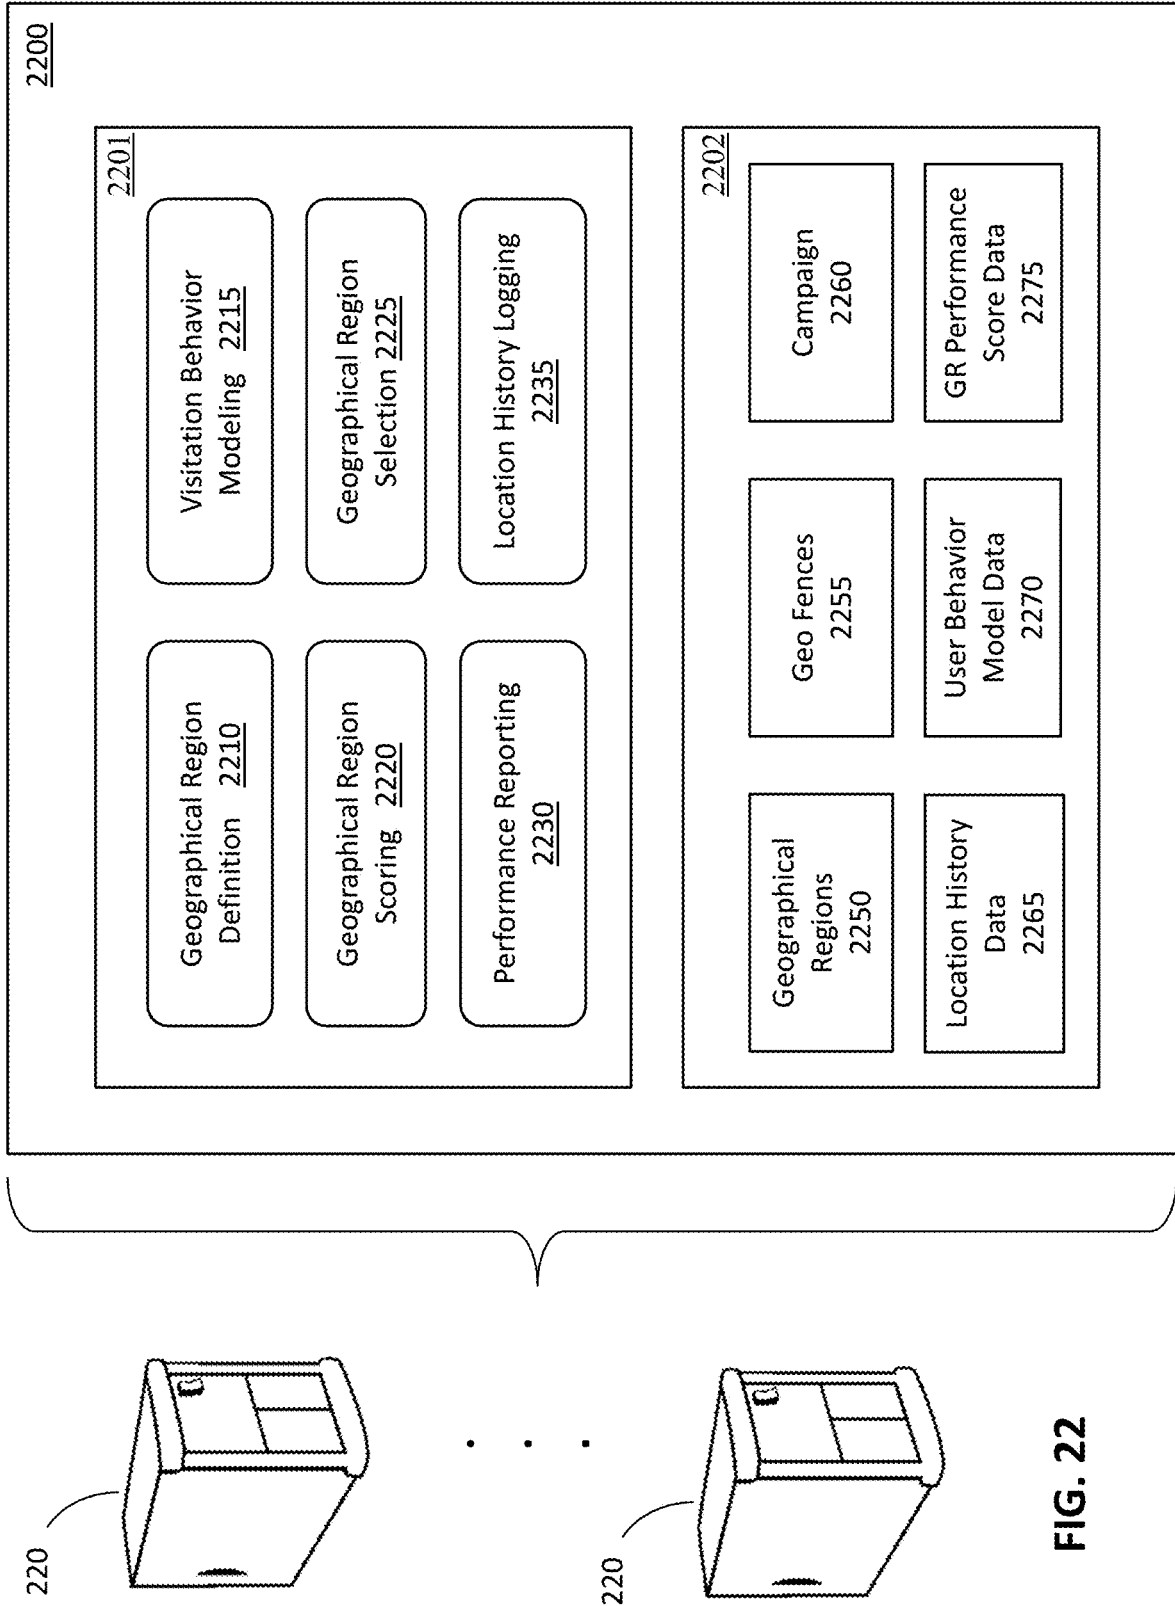 220
220
FIG. 22
2200
2201
Geographical Region
Definition 2210
Visitation Behavior
Modeling 2215
Geographical Region
Scoring 2220
Geographical Region
Selection 2225
Performance Reporting
2230
Location History Logging
2235
2202
Geographical
Regions
2250
Geo Fences
2255
Campaign
2260
Location History
Data
2265
User Behavior
Model Data
2270
GR Performance
Score Data
2275